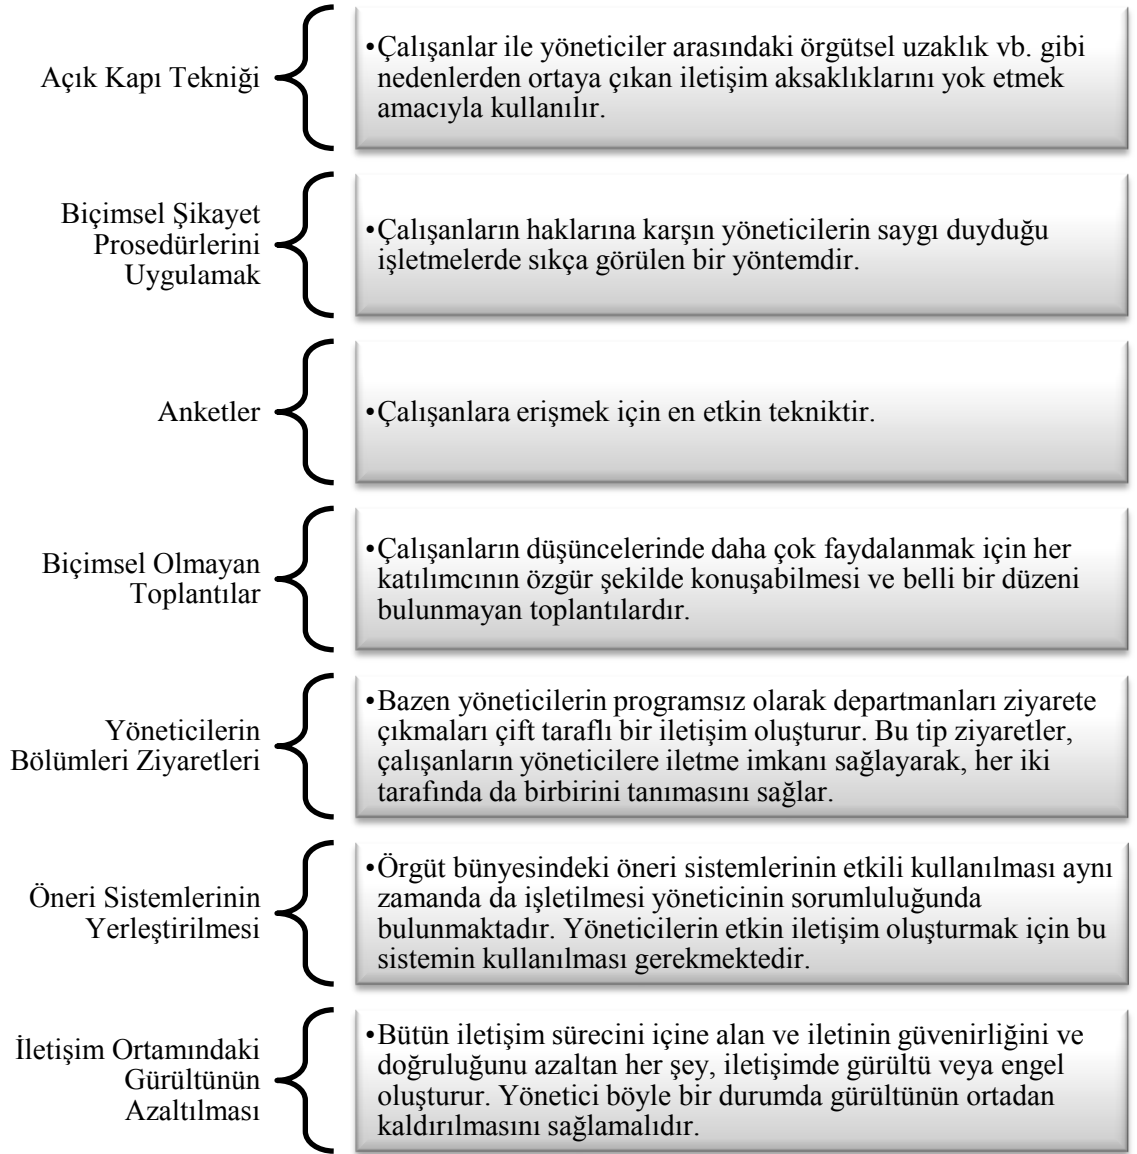 Açık Kapı Tekniği
•Çalışanlar ile yöneticiler arasındaki örgütsel uzaklık vb. gibi
nedenlerden ortaya çıkan iletişim aksaklıklarını yok etmek
amacıyla kullanılır.
Biçimsel Şikayet
Prosedürlerini
Uygulamak
•Çalışanların haklarına karşın yöneticilerin saygı duyduğu
işletmelerde sıkça görülen bir yöntemdir.
Anketler
•Çalışanlara erişmek için en etkin tekniktir.
Biçimsel Olmayan
Toplantılar
•Çalışanların düşüncelerinde daha çok faydalanmak için her
katılımcının özgür şekilde konuşabilmesi ve belli bir düzeni
bulunmayan toplantılardır.
Yöneticilerin
Bölümleri Ziyaretleri
•Bazen yöneticilerin programsız olarak departmanları ziyarete
çıkmaları çift taraflı bir iletişim oluşturur. Bu tip ziyaretler,
çalışanların yöneticilere iletme imkanı sağlayarak, her iki
tarafında da birbirini tanımasını sağlar.
Öneri Sistemlerinin
Yerleştirilmesi
•Örgüt bünyesindeki öneri sistemlerinin etkili kullanılması aynı
zamanda da işletilmesi yöneticinin sorumluluğunda
bulunmaktadır. Yöneticilerin etkin iletişim oluşturmak için bu
sistemin kullanılması gerekmektedir.
İletişim Ortamındaki
Gürültünün
Azaltılması
•Bütün iletişim sürecini içine alan ve iletinin güvenirliğini ve
doğruluğunu azaltan her şey, iletişimde gürültü veya engel
oluşturur. Yönetici böyle bir durumda gürültünün ortadan
kaldırılmasını sağlamalıdır.